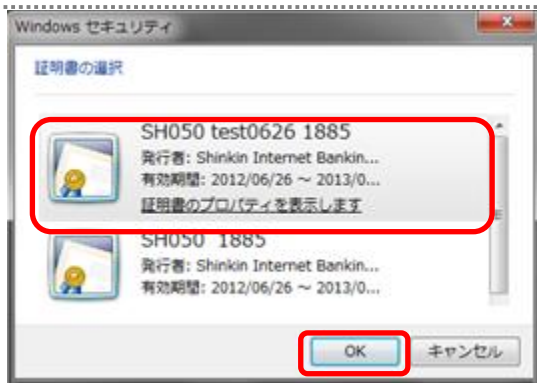 Windows セキュリティ
証明書の選択
SH050 test0626 1885
発行者: Shinkin Internet Bankin...
有効期間: 2012/06/26 ～ 2013/0...
証明書のプロパティを表示します
SH050 1885
発行者: Shinkin Internet Bankin...
有効期間: 2012/06/26 ～ 2013/0...
OK
キャンセル